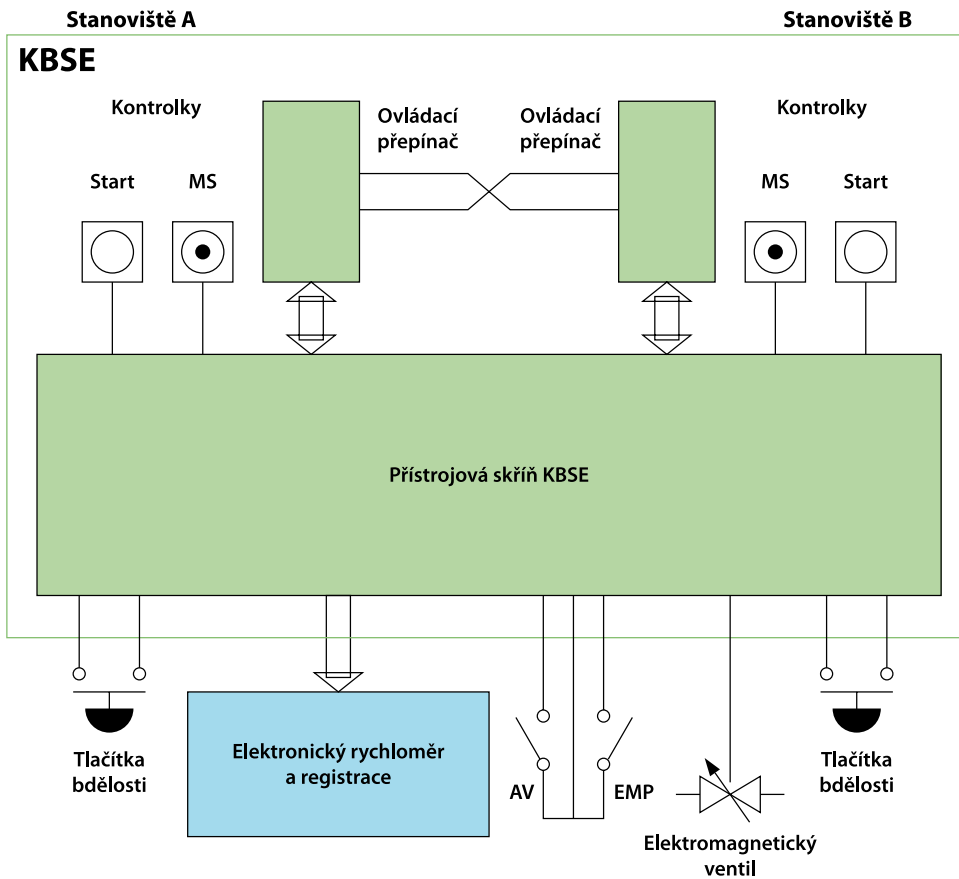 Stanoviště A
Stanoviště B
KBSE
Kontrolky
Ovládací
přepínač
Ovládací
přepínač
Kontrolky
Start
MS
MS
Start
Přístrojová skříň KBSE
Tlačítka
bdělosti
Elektronický rychloměr
a registrace
AV
EMP
Elektromagnetický
ventil
Tlačítka
bdělosti